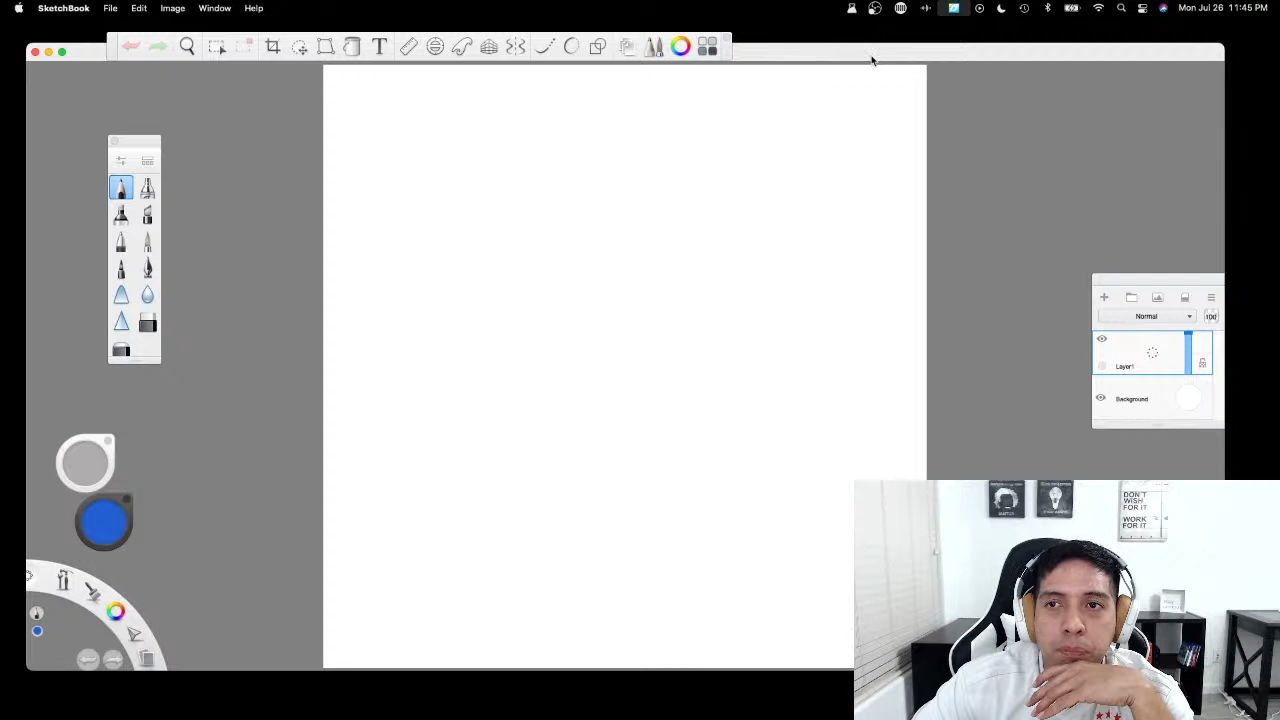 SketchBook File Edit Image Window Help
Mon Jul 26 11:45 PM
T
Normal
100
Layer1
Background
DON'T
WISH
FOR IT
WORK
FOR IT